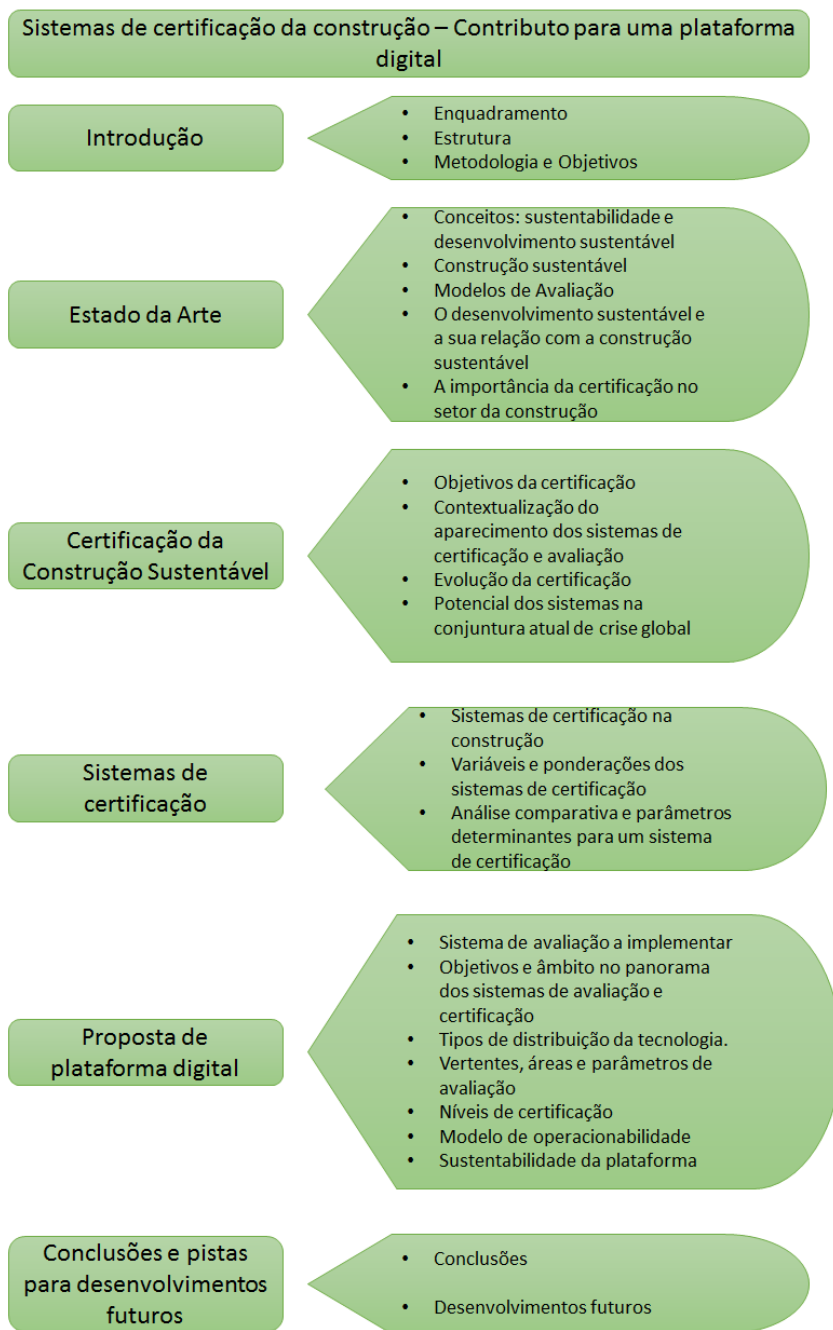 Sistemas de certificação da construção – Contributo para uma plataforma
digital
Introdução
• Enquadramento
• Estrutura
• Metodologia e Objetivos
Estado da Arte
• Conceitos: sustentabilidade e
desenvolvimento sustentável
• Construção sustentável
• Modelos de Avaliação
• O desenvolvimento sustentável e
a sua relação com a construção
sustentável
• A importância da certificação no
setor da construção
Certificação da
Construção Sustentável
• Objetivos da certificação
• Contextualização do
aparecimento dos sistemas de
certificação e avaliação
• Evolução da certificação
• Potencial dos sistemas na
conjuntura atual de crise global
Sistemas de
certificação
• Sistemas de certificação na
construção
• Variáveis e ponderações dos
sistemas de certificação
• Análise comparativa e parâmetros
determinantes para um sistema
de certificação
Proposta de
plataforma digital
• Sistema de avaliação a implementar
• Objetivos e âmbito no panorama
dos sistemas de avaliação e
certificação
• Tipos de distribuição da tecnologia.
• Vertentes, áreas e parâmetros de
avaliação
• Níveis de certificação
• Modelo de operacionabilidade
• Sustentabilidade da plataforma
Conclusões e pistas
para desenvolvimentos
futuros
• Conclusões
• Desenvolvimentos futuros